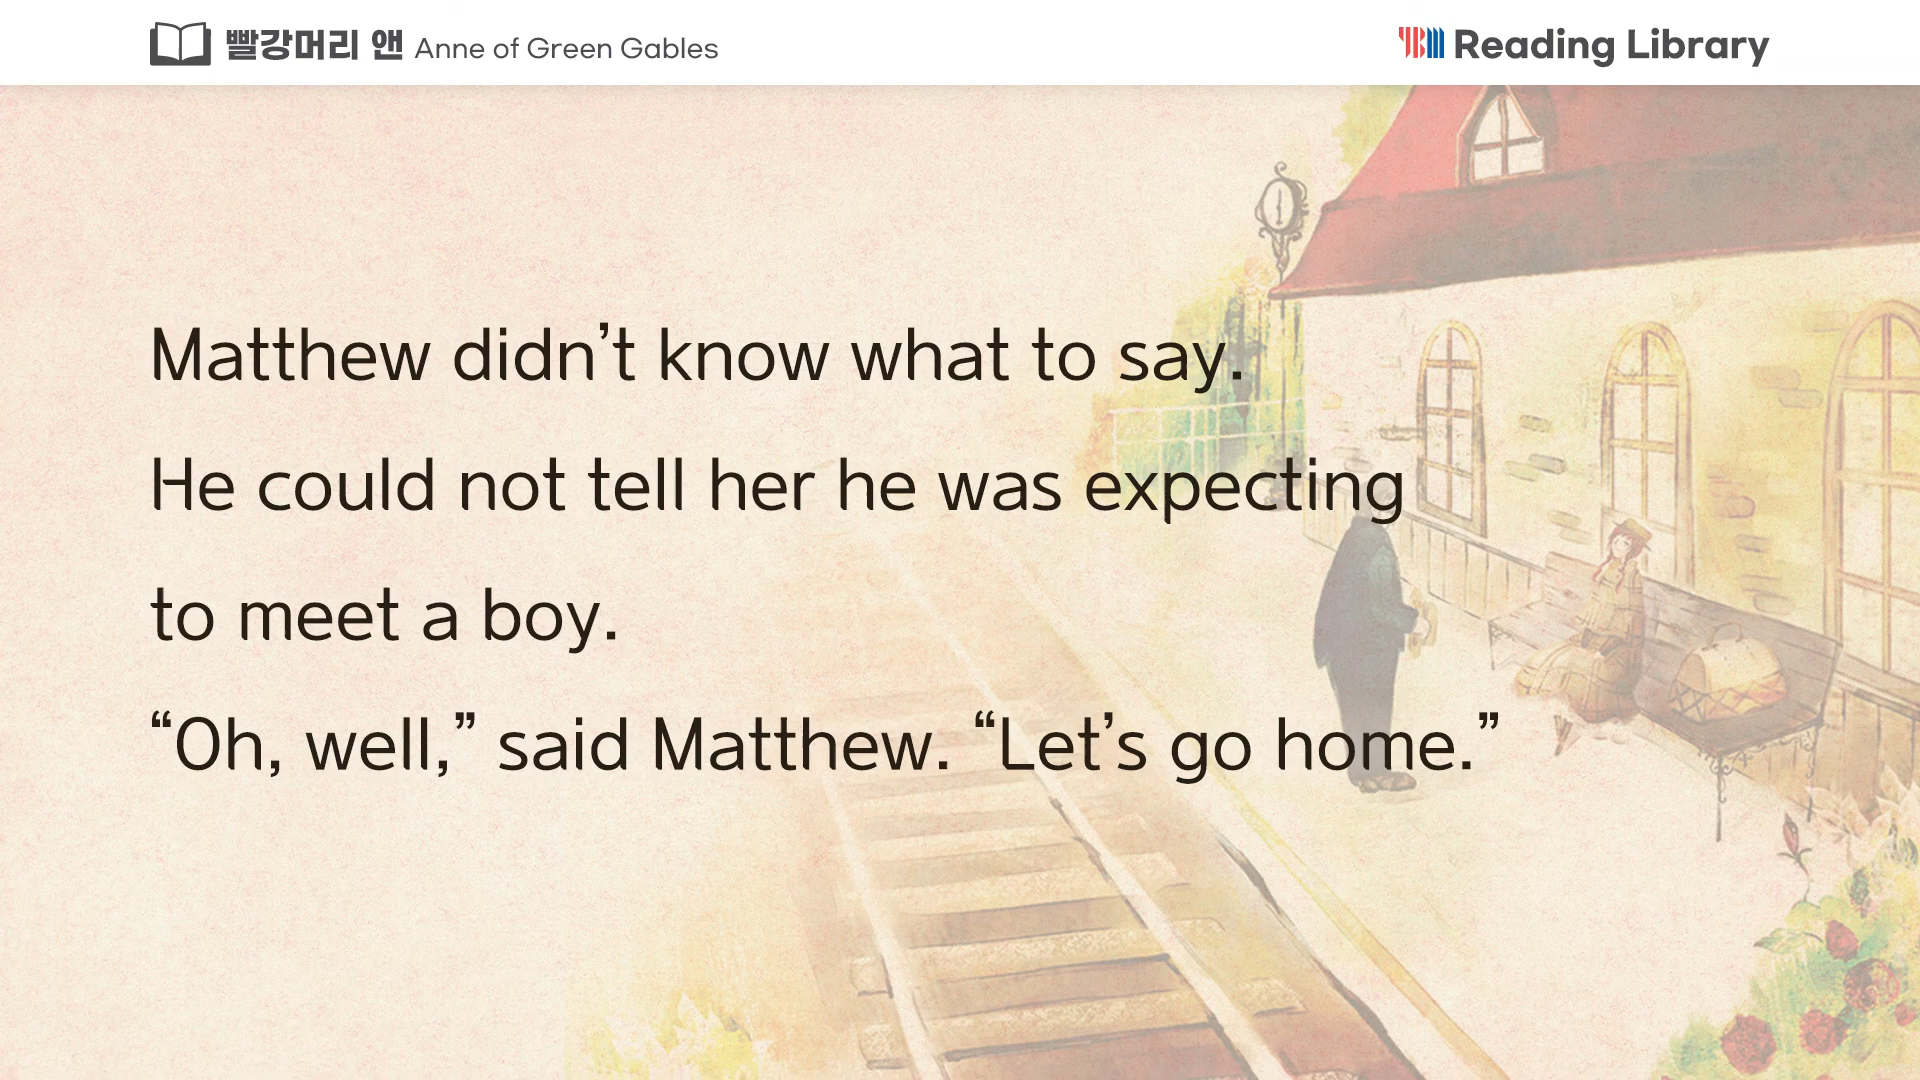 빨강머리 앤 Anne of Green Gables
YBM Reading Library
Matthew didn’t know what to say.
He could not tell her he was expecting
to meet a boy.
“Oh, well,” said Matthew. “Let’s go home.”